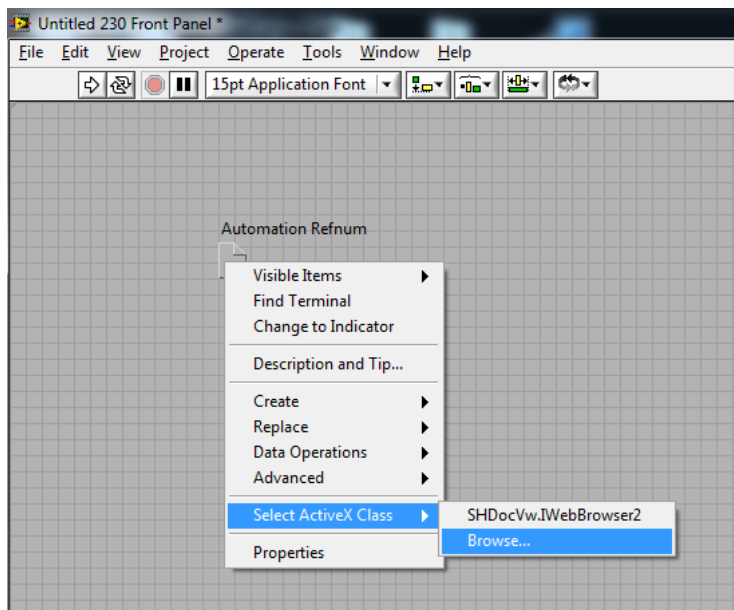 Untitled 230 Front Panel *
File Edit View Project Operate Tools Window Help
15pt Application Font
Automation Refnum
Visible Items
Find Terminal
Change to Indicator
Description and Tip...
Create
Replace
Data Operations
Advanced
Select ActiveX Class
SHDocVw.IWebBrowser2
Browse...
Properties